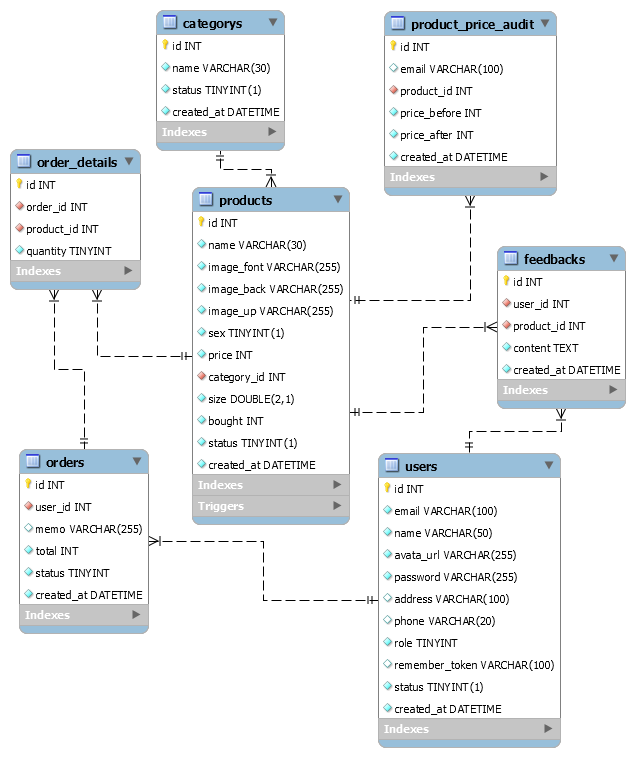 categorys
id INT
name VARCHAR(30)
status TINYINT(1)
created_at DATETIME
Indexes
product_price_audit
id INT
email VARCHAR(100)
product_id INT
price_before INT
price_after INT
created_at DATETIME
Indexes
order_details
id INT
order_id INT
product_id INT
quantity TINYINT
Indexes
products
id INT
name VARCHAR(30)
image_font VARCHAR(255)
image_back VARCHAR(255)
image_up VARCHAR(255)
sex TINYINT(1)
price INT
category_id INT
size DOUBLE(2,1)
bought INT
status TINYINT(1)
created_at DATETIME
Indexes
Triggers
feedbacks
id INT
user_id INT
product_id INT
content TEXT
created_at DATETIME
Indexes
orders
id INT
user_id INT
memo VARCHAR(255)
total INT
status TINYINT
created_at DATETIME
Indexes
users
id INT
email VARCHAR(100)
name VARCHAR(50)
avata_url VARCHAR(255)
password VARCHAR(255)
address VARCHAR(100)
phone VARCHAR(20)
role TINYINT
remember_token VARCHAR(100)
status TINYINT(1)
created_at DATETIME
Indexes